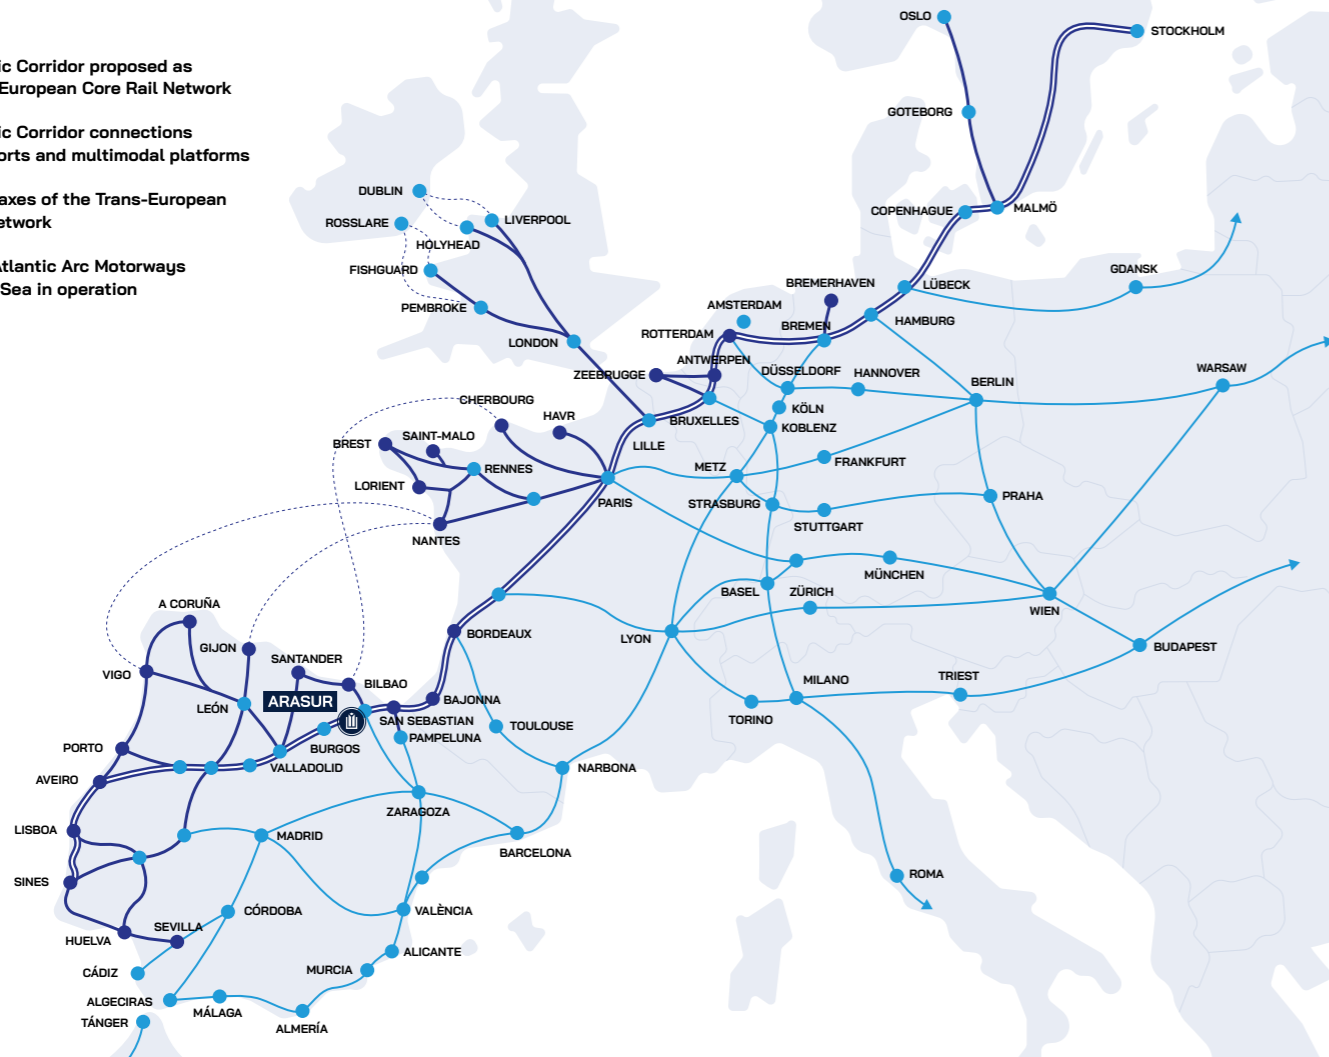 ic Corridor proposed as
European Core Rail Network
ic Corridor connections
orts and multimodal platforms
axes of the Trans-European
etwork
Atlantic Arc Motorways
Sea in operation
OSLO
STOCKHOLM
GOTEBORG
DUBLIN
ROSSLARE
LIVERPOOL
HOLYHEAD
COPENHAGUE
MALMÖ
FISHGUARD
GDANSK
BREMERHAVEN
LÜBECK
PEMBROKE
AMSTERDAM
HAMBURG
ROTTERDAM
BREMEN
LONDON
ANTWERPEN
ZEEBRUGGE
DÜSSELDORF
HANNOVER
WARSAW
BERLIN
CHERBOURG
KÖLN
HAVR
BRUXELLES
KOBLENZ
BREST
SAINT-MALO
LILLE
RENNES
METZ
FRANKFURT
LORIENT
PARIS
STRASBURG
PRAHA
STUTTGART
NANTES
MÜNCHEN
BASEL
ZÜRICH
A CORUÑA
WIEN
BORDEAUX
LYON
GIJON
BUDAPEST
SANTANDER
VIGO
BILBAO
MILANO
TRIEST
ARASUR
LEÓN
BAJONNA
SAN SEBASTIAN
TORINO
TOULOUSE
PAMPELUNA
PORTO
BURGOS
VALLADOLID
NARBONA
AVEIRO
ZARAGOZA
LISBOA
MADRID
BARCELONA
SINES
ROMA
CÓRDOBA
VALÈNCIA
SEVILLA
HUELVA
ALICANTE
CÁDIZ
MURCIA
ALGECIRAS
MÁLAGA
TÁNGER
ALMERÍA